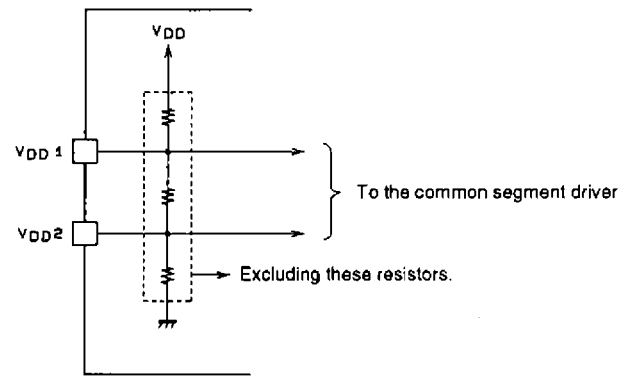 VDD
VDD 1
To the common segment driver
VDD2
Excluding these resistors.